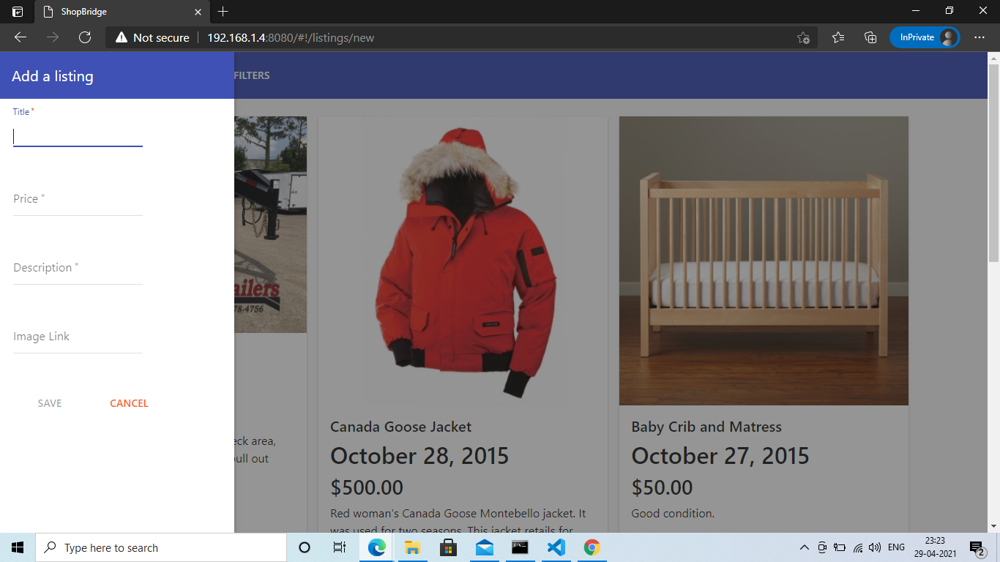 ShopBridge
Not secure
192.168.1.4:8080/#!/listings/new
InPrivate
Add a listing
FILTERS
Title *
Price *
Description *
Image Link
SAVE
CANCEL
ailers
78-4756
eck area,
pull out
Canada Goose Jacket
October 28, 2015
$500.00
Red woman's Canada Goose Montebello jacket. It
was used for two seasons. This jacket retails for
Baby Crib and Matress
October 27, 2015
$50.00
Good condition.
Type here to search
ENG
23:23
29-04-2021
2